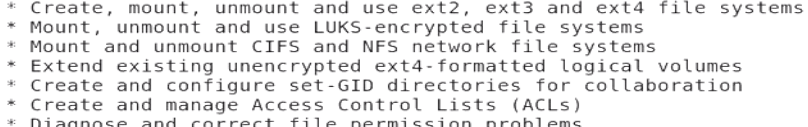 * Create, mount, unmount and use ext2, ext3 and ext4 file systems
* Mount, unmount and use LUKS-encrypted file systems
* Mount and unmount CIFS and NFS network file systems
* Extend existing unencrypted ext4-formatted logical volumes
* Create and configure set-GID directories for collaboration
* Create and manage Access Control Lists (ACLs)
* Diagnose and correct file permission problems